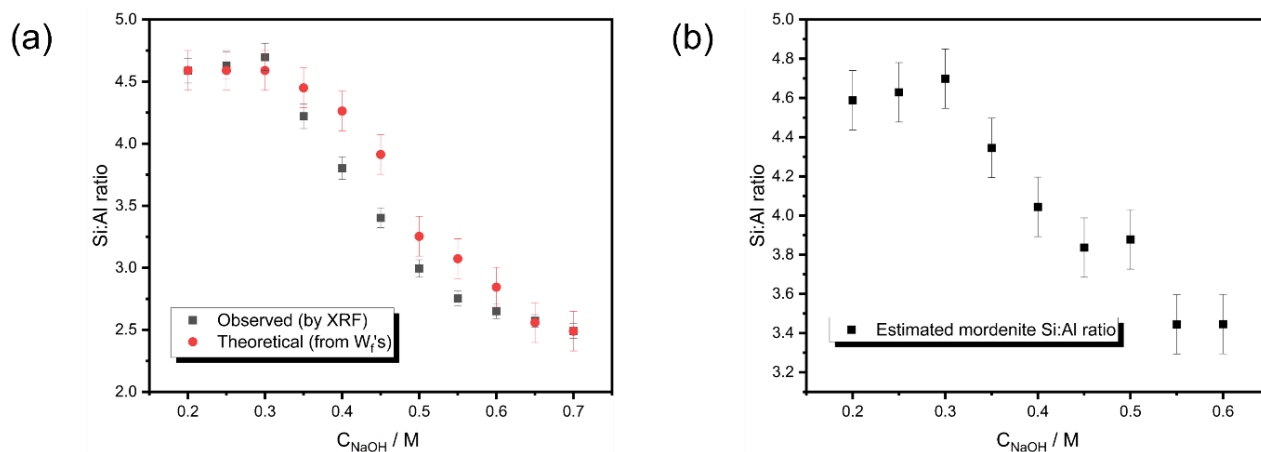 (a)
5.0
4.5
4.0
3.5
3.0
2.5
2.0
Si:Al ratio
Observed (by XRF)
Theoretical (from Wf's)
0.2 0.3 0.4 0.5 0.6 0.7
CNaOH / M
(b)
5.0
4.8
4.6
4.4
4.2
4.0
3.8
3.6
3.4
3.2
Si:Al ratio
Estimated mordenite Si:Al ratio
0.2 0.3 0.4 0.5 0.6
CNaOH / M